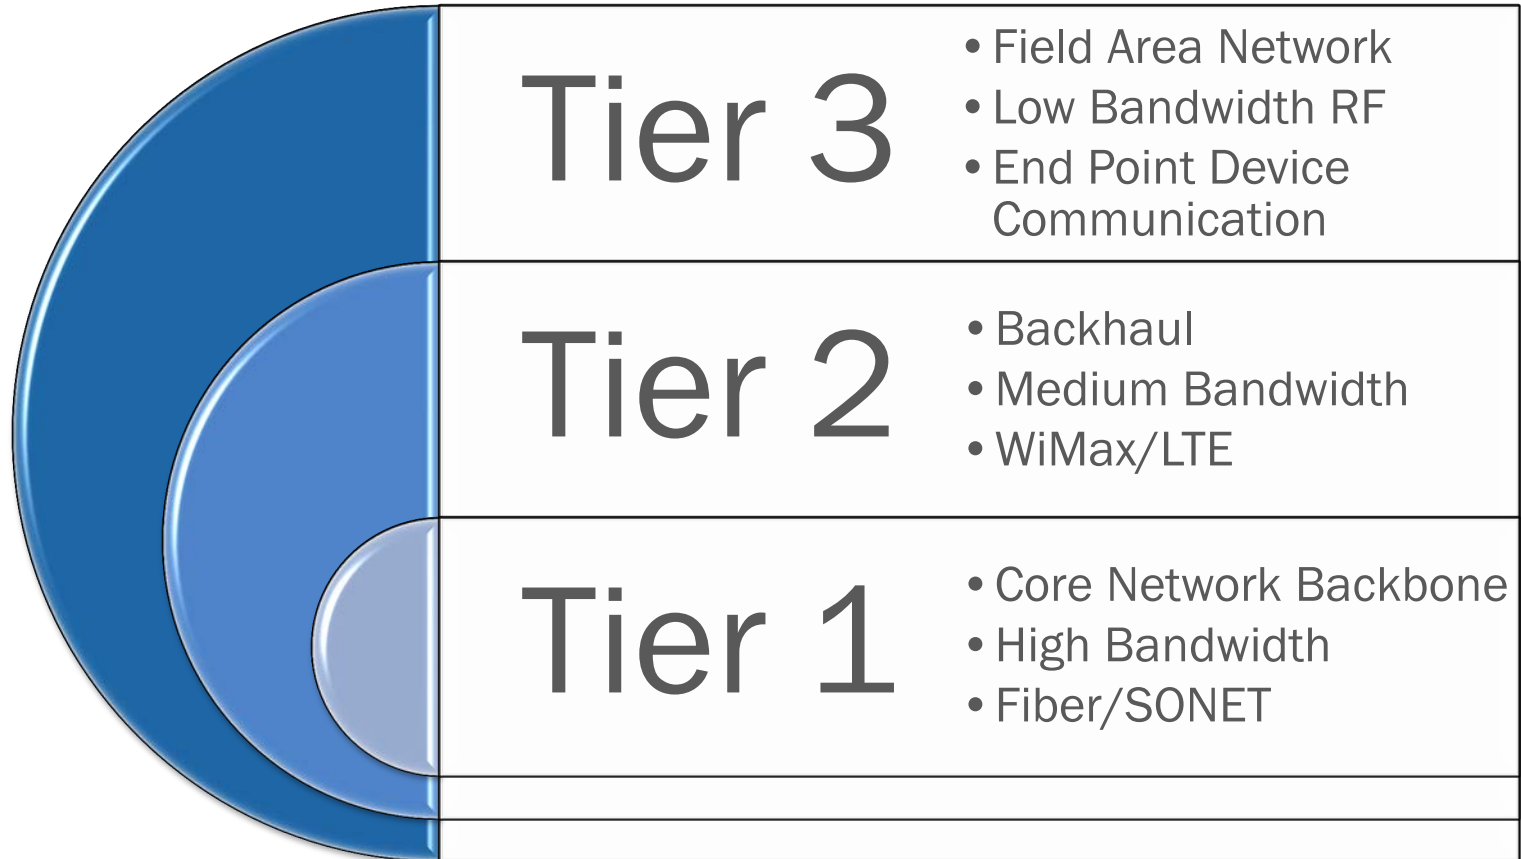 Tier 3
• Field Area Network
• Low Bandwidth RF
• End Point Device
Communication
Tier 2
• Backhaul
• Medium Bandwidth
• WiMax/LTE
Tier 1
• Core Network Backbone
• High Bandwidth
• Fiber/SONET